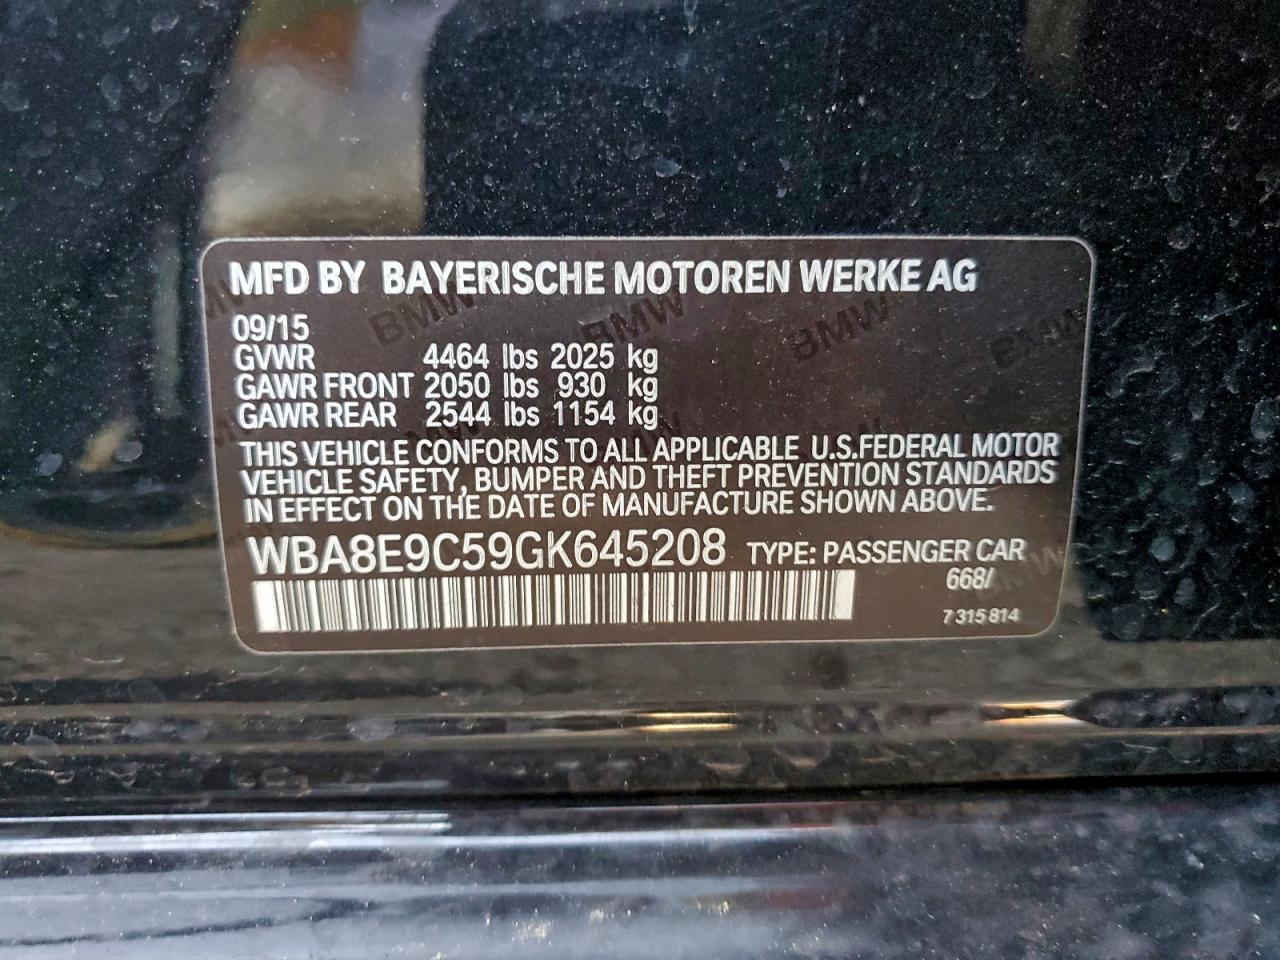 MFD BY BAYERISCHE MOTOREN WERKE AG
09/15
GVWR 4464 lbs 2025 kg
GAWR FRONT 2050 lbs 930 kg
GAWR REAR 2544 lbs 1154 kg
THIS VEHICLE CONFORMS TO ALL APPLICABLE U.S.FEDERAL MOTOR
VEHICLE SAFETY, BUMPER AND THEFT PREVENTION STANDARDS
IN EFFECT ON THE DATE OF MANUFACTURE SHOWN ABOVE.
WBA8E9C59GK645208 TYPE: PASSENGER CAR
668/
7 315 814